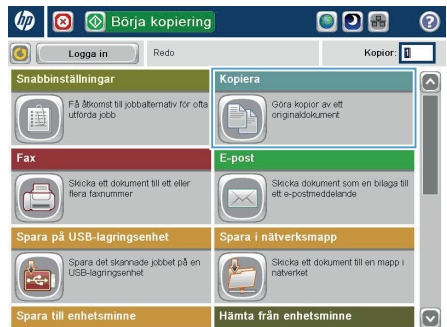 hp Börja kopiering ?
Logga in Redo Kopior: 1
Snabbinställningar
Få åtkomst till jobbalternativ för ofta
utförda jobb
Kopiera
Göra kopior av ett
originaldokument
Fax
Skicka ett dokument till ett eller
flera faxnummer
E-post
Skicka dokument som en bilaga till
ett e-postmeddelande
Spara på USB-lagringsenhet
Spara det skannade jobbet på en
USB-lagringsenhet
Spara i nätverksmapp
Skicka ett dokument till en mapp i
nätverket
Spara till enhetsminne
Hämta från enhetsminne